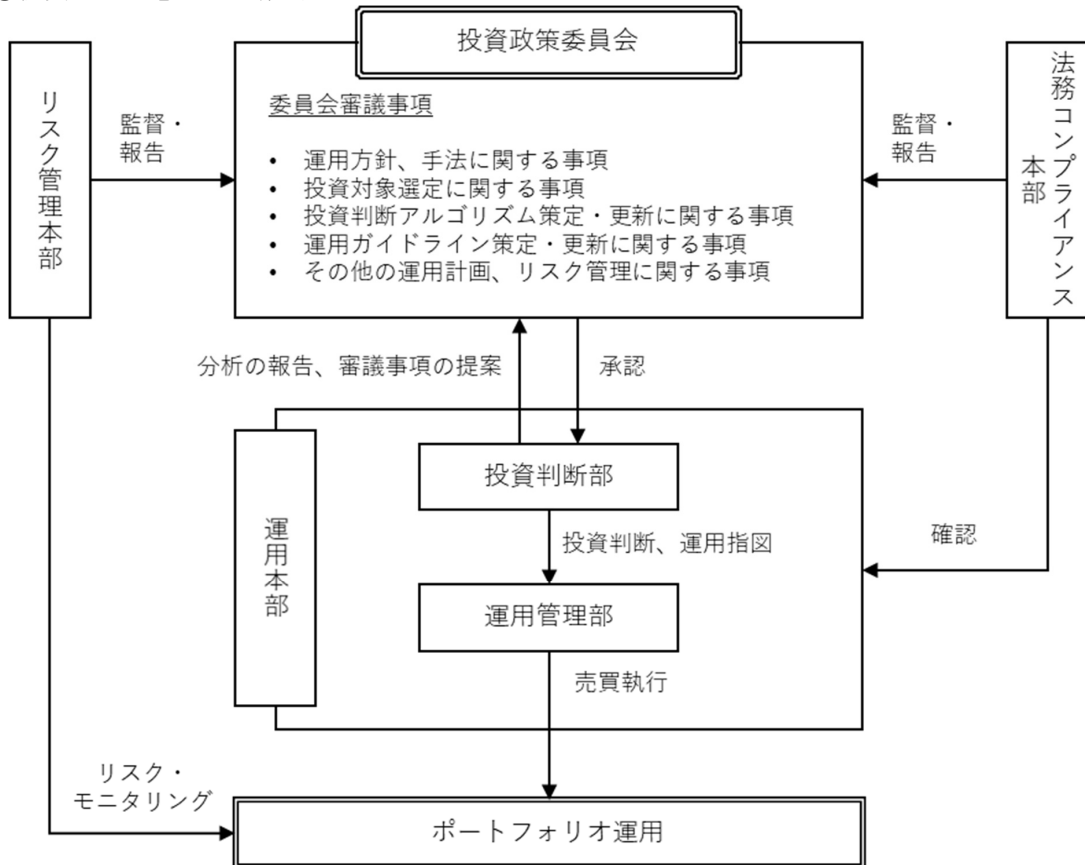 投資政策委員会
リスク管理本部
監督・
報告
委員会審議事項
• 運用方針、手法に関する事項
• 投資対象選定に関する事項
• 投資判断アルゴリズム策定・更新に関する事項
• 運用ガイドライン策定・更新に関する事項
• その他の運用計画、リスク管理に関する事項
監督・
報告
法務コンプライアンス
本部
分析の報告、審議事項の提案
承認
運用本部
投資判断部
投資判断、運用指図
確認
運用管理部
売買執行
リスク・
モニタリング
ポートフォリオ運用